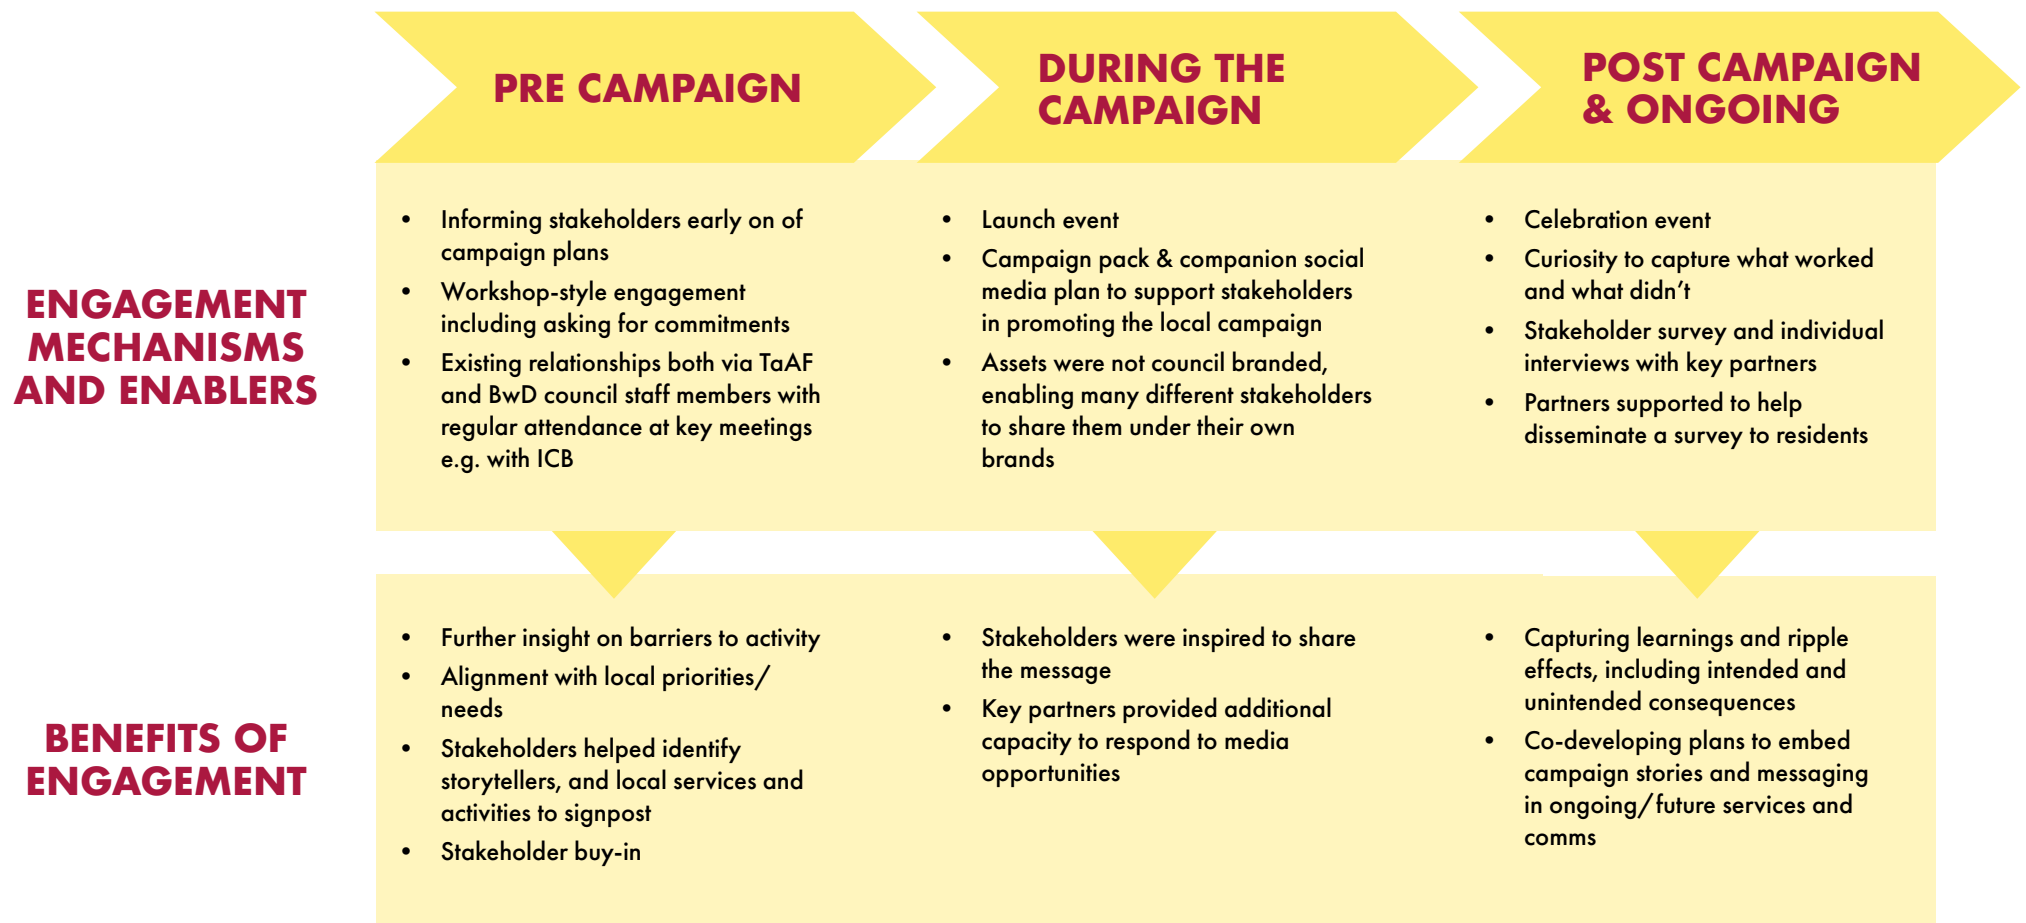 PRE CAMPAIGN
DURING THE
CAMPAIGN
POST CAMPAIGN
& ONGOING
ENGAGEMENT
MECHANISMS
AND ENABLERS
• Informing stakeholders early on of
campaign plans
• Workshop-style engagement
including asking for commitments
• Existing relationships both via TaAF
and BwD council staff members with
regular attendance at key meetings
e.g. with ICB
• Launch event
• Campaign pack & companion social
media plan to support stakeholders
in promoting the local campaign
• Assets were not council branded,
enabling many different stakeholders
to share them under their own
brands
• Celebration event
• Curiosity to capture what worked
and what didn’t
• Stakeholder survey and individual
interviews with key partners
• Partners supported to help
disseminate a survey to residents
BENEFITS OF
ENGAGEMENT
• Further insight on barriers to activity
• Alignment with local priorities/
needs
• Stakeholders helped identify
storytellers, and local services and
activities to signpost
• Stakeholder buy-in
• Stakeholders were inspired to share
the message
• Key partners provided additional
capacity to respond to media
opportunities
• Capturing learnings and ripple
effects, including intended and
unintended consequences
• Co-developing plans to embed
campaign stories and messaging
in ongoing/future services and
comms